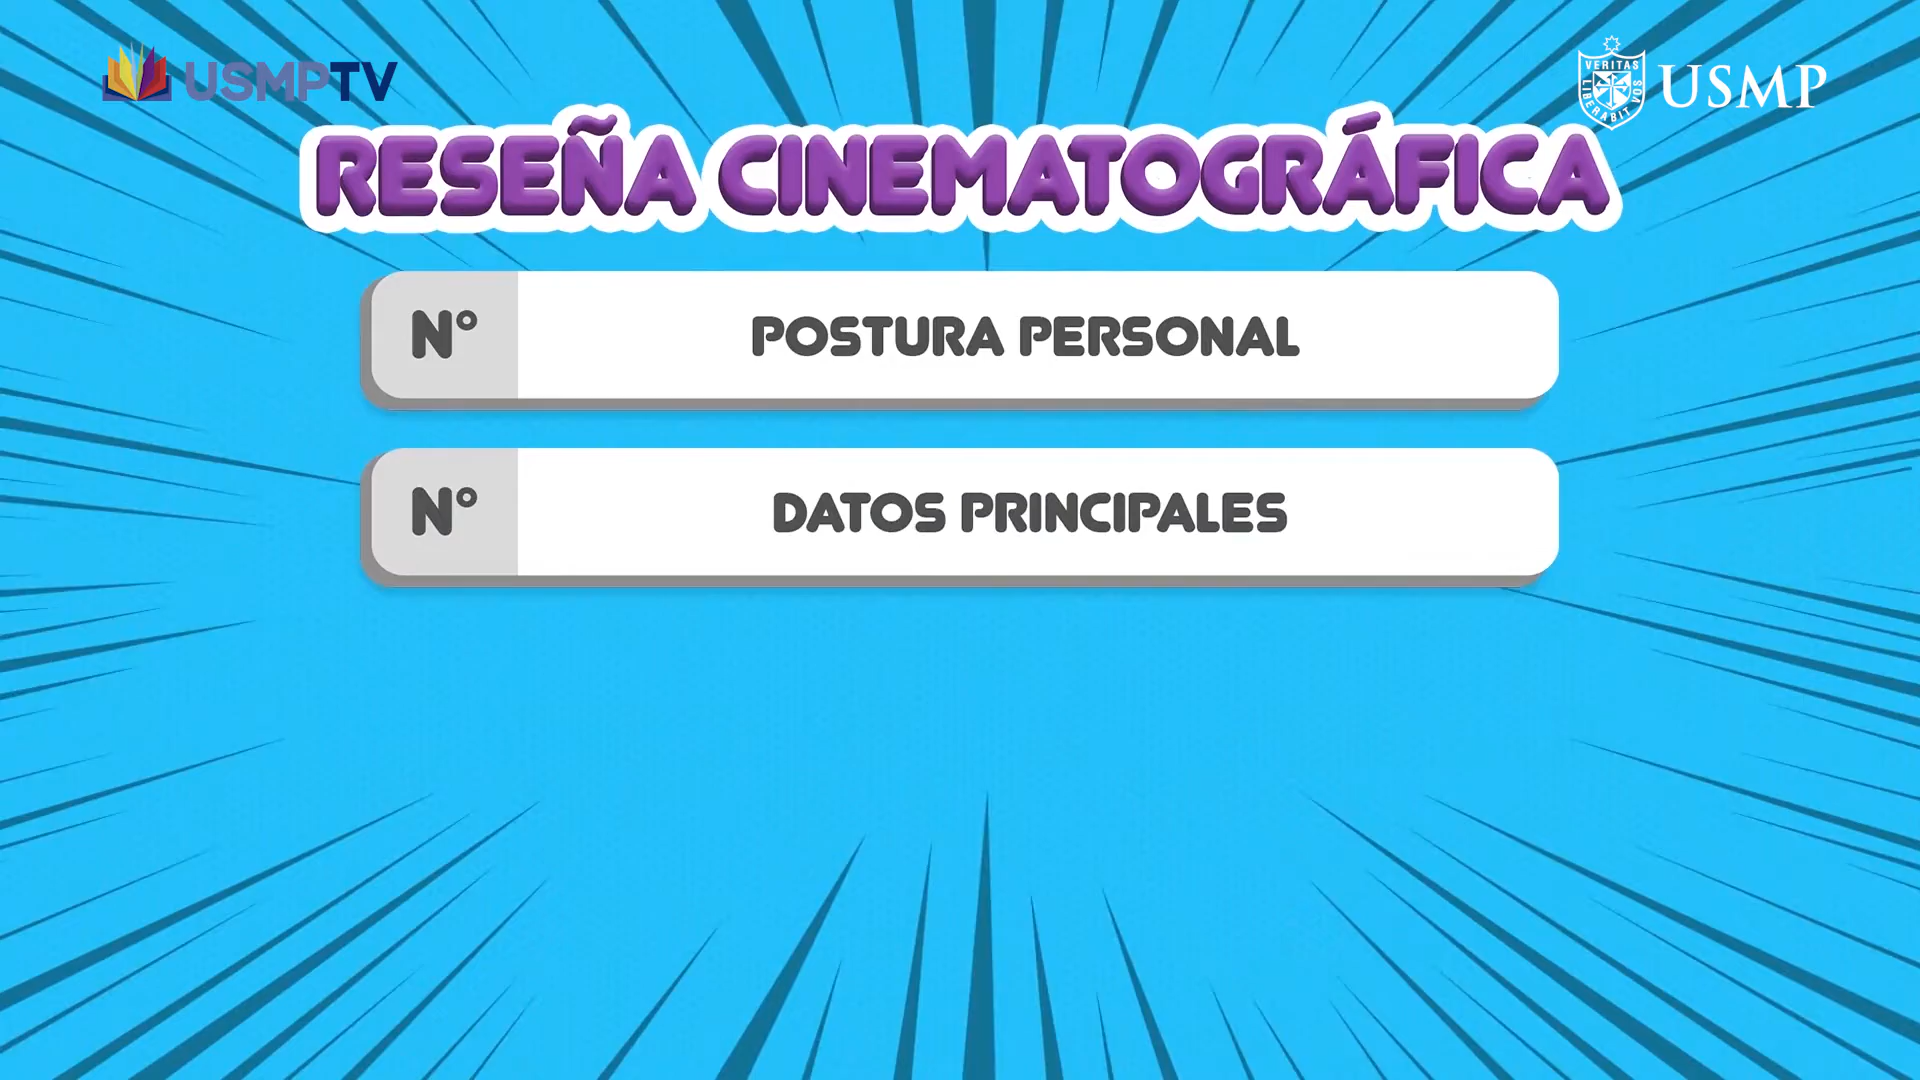 USMPTV
VERITAS
LIBERABIT VOS
USMP
RESEÑA CINEMATOGRÁFICA
N° POSTURA PERSONAL
N° DATOS PRINCIPALES